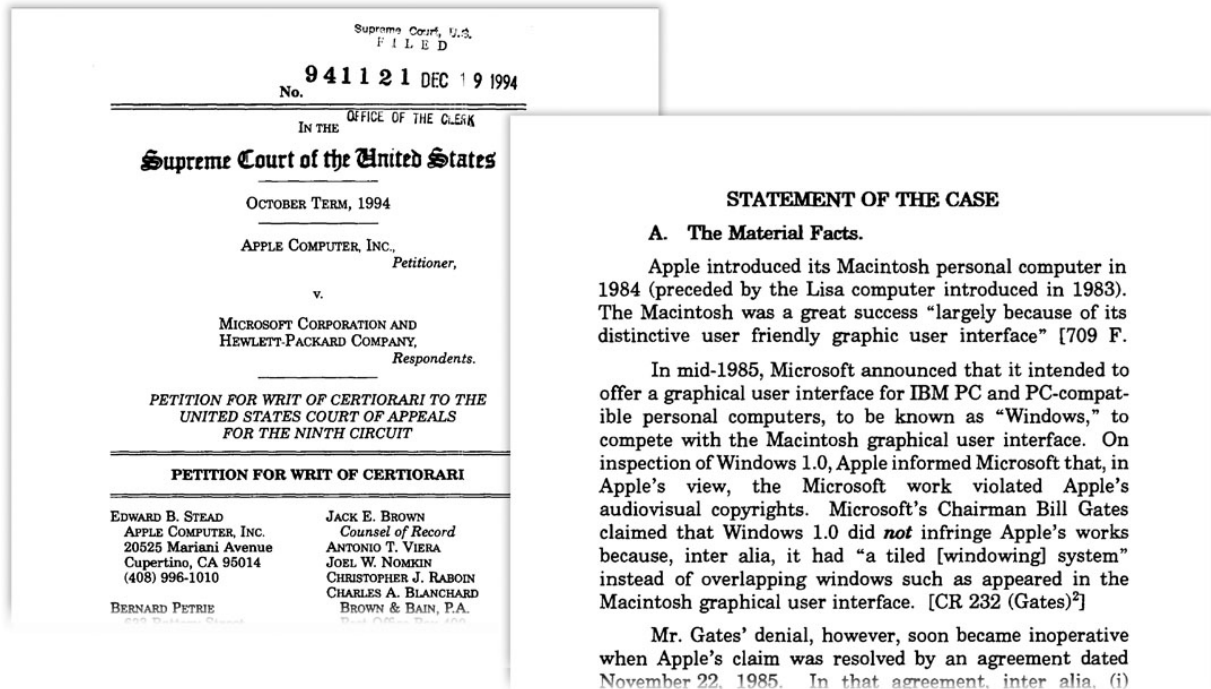 Supreme Court, U.S.
FILED
No. 941121 DEC 19 1994
OFFICE OF THE CLERK
IN THE
Supreme Court of the United States
OCTOBER TERM, 1994
APPLE COMPUTER, INC.,
Petitioner,
v.
MICROSOFT CORPORATION AND
HEWLETT-PACKARD COMPANY,
Respondents.
PETITION FOR WRIT OF CERTIORARI TO THE
UNITED STATES COURT OF APPEALS
FOR THE NINTH CIRCUIT
PETITION FOR WRIT OF CERTIORARI
EDWARD B. STEAD
APPLE COMPUTER, INC.
20525 Mariani Avenue
Cupertino, CA 95014
(408) 996-1010
BERNARD PETRIE
JACK E. BROWN
Counsel of Record
ANTONIO T. VIERA
JOEL W. NOMKIN
CHRISTOPHER J. RABOIN
CHARLES A. BLANCHARD
BROWN & BAIN, P.A.
STATEMENT OF THE CASE
A. The Material Facts.
Apple introduced its Macintosh personal computer in
1984 (preceded by the Lisa computer introduced in 1983).
The Macintosh was a great success “largely because of its
distinctive user friendly graphic user interface” [709 F.
In mid-1985, Microsoft announced that it intended to
offer a graphical user interface for IBM PC and PC-compat-
ible personal computers, to be known as “Windows,” to
compete with the Macintosh graphical user interface. On
inspection of Windows 1.0, Apple informed Microsoft that, in
Apple’s view, the Microsoft work violated Apple’s
audiovisual copyrights. Microsoft’s Chairman Bill Gates
claimed that Windows 1.0 did not infringe Apple’s works
because, inter alia, it had “a tiled [windowing] system”
instead of overlapping windows such as appeared in the
Macintosh graphical user interface. [CR 232 (Gates)²]
Mr. Gates’ denial, however, soon became inoperative
when Apple’s claim was resolved by an agreement dated
November 22, 1985. In that agreement, inter alia, (i)